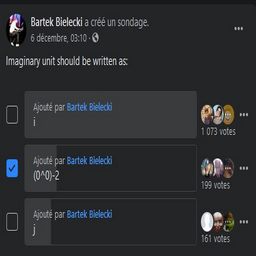 Bartek Bielecki a créé un sondage.
6 décembre, 03:10 ·
Imaginary unit should be written as:
Ajouté par Bartek Bielecki
i
1 073 votes
Ajouté par Bartek Bielecki
(0^0)-2
199 votes
Ajouté par Bartek Bielecki
j
161 votes